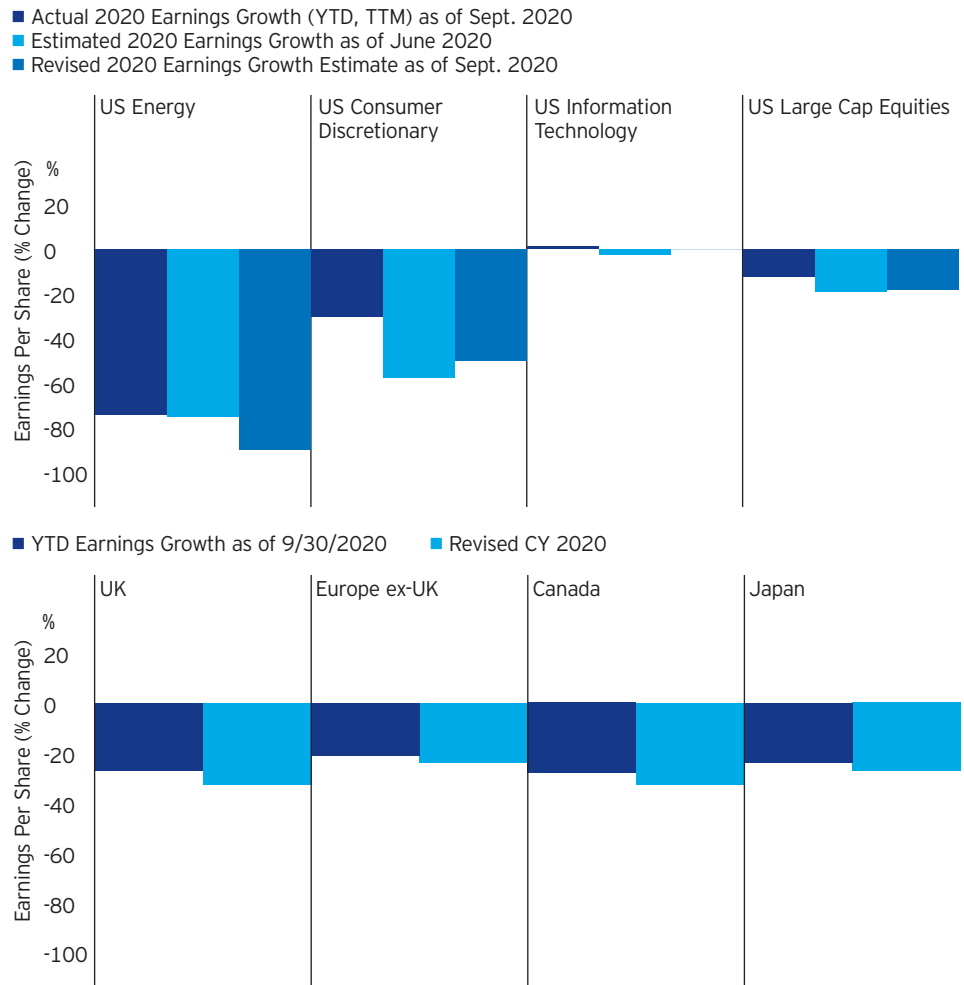 Actual 2020 Earnings Growth (YTD, TTM) as of Sept. 2020
Estimated 2020 Earnings Growth as of June 2020
Revised 2020 Earnings Growth Estimate as of Sept. 2020
US Energy
US Consumer
Discretionary
US Information
Technology
US Large Cap Equities
Earnings Per Share (% Change)
%
20
0
-20
-40
-60
-80
-100
YTD Earnings Growth as of 9/30/2020
Revised CY 2020
UK
Europe ex-UK
Canada
Japan
Earnings Per Share (% Change)
%
20
0
-20
-40
-60
-80
-100